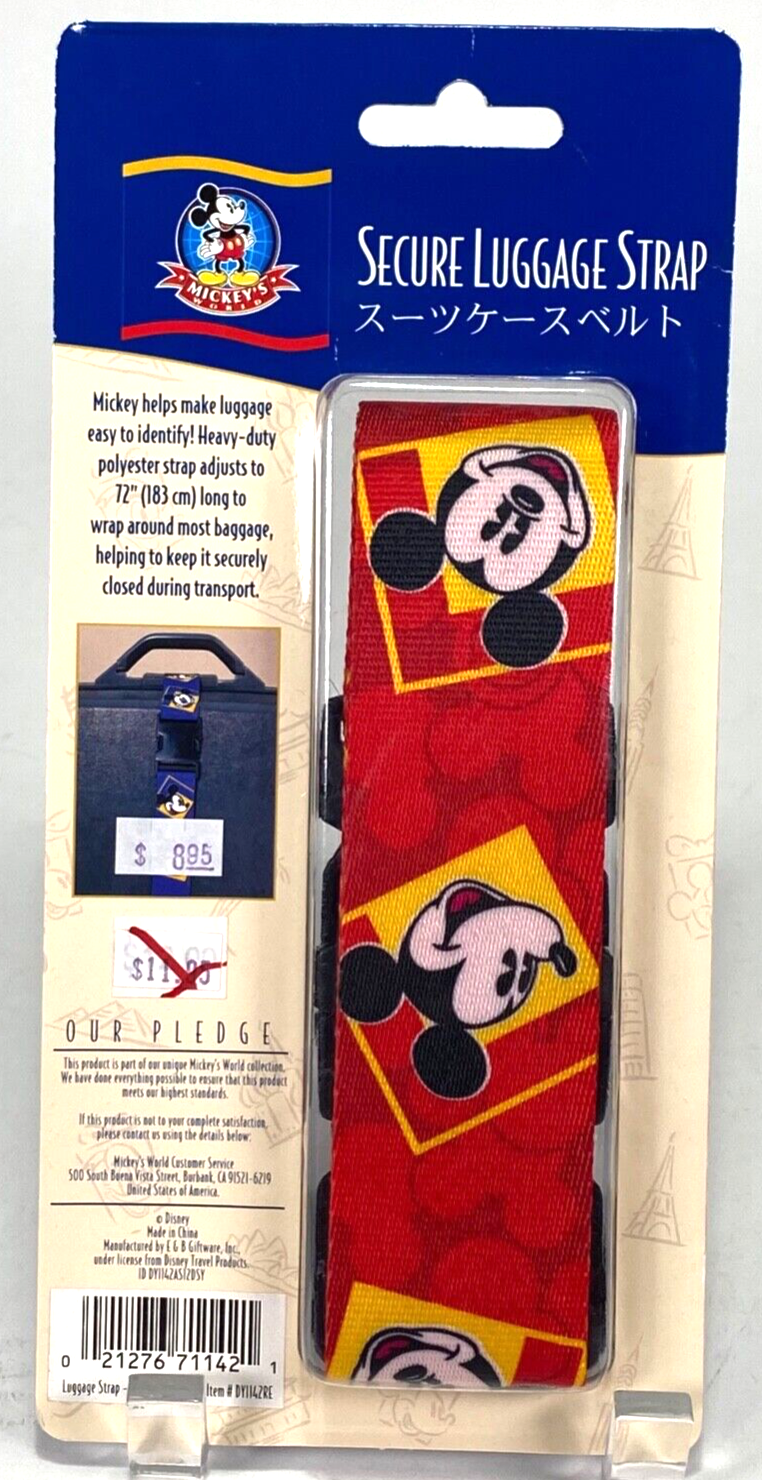 MICKEY'S
WORLD
SECURE LUGGAGE STRAP
スーツケースベルト
Mickey helps make luggage
easy to identify! Heavy-duty
polyester strap adjusts to
72" (183 cm) long to
wrap around most baggage,
helping to keep it securely
closed during transport.
$ 8.95
$11.95
OUR PLEDGE
This product is part of our unique Mickey's World collection.
We have done everything possible to ensure that this product
meets our highest standards.
If this product is not to your complete satisfaction,
please contact us using the details below:
Mickey's World Customer Service
500 South Buena Vista Street, Burbank, CA 91521-6219
United States of America.
© Disney
Made in China
Manufactured by E G B Giftware, Inc.,
under license from Disney Travel Products.
ID DY1142AS12DSY
0 21276 71142 1
Luggage Strap - Item # DY1142RE